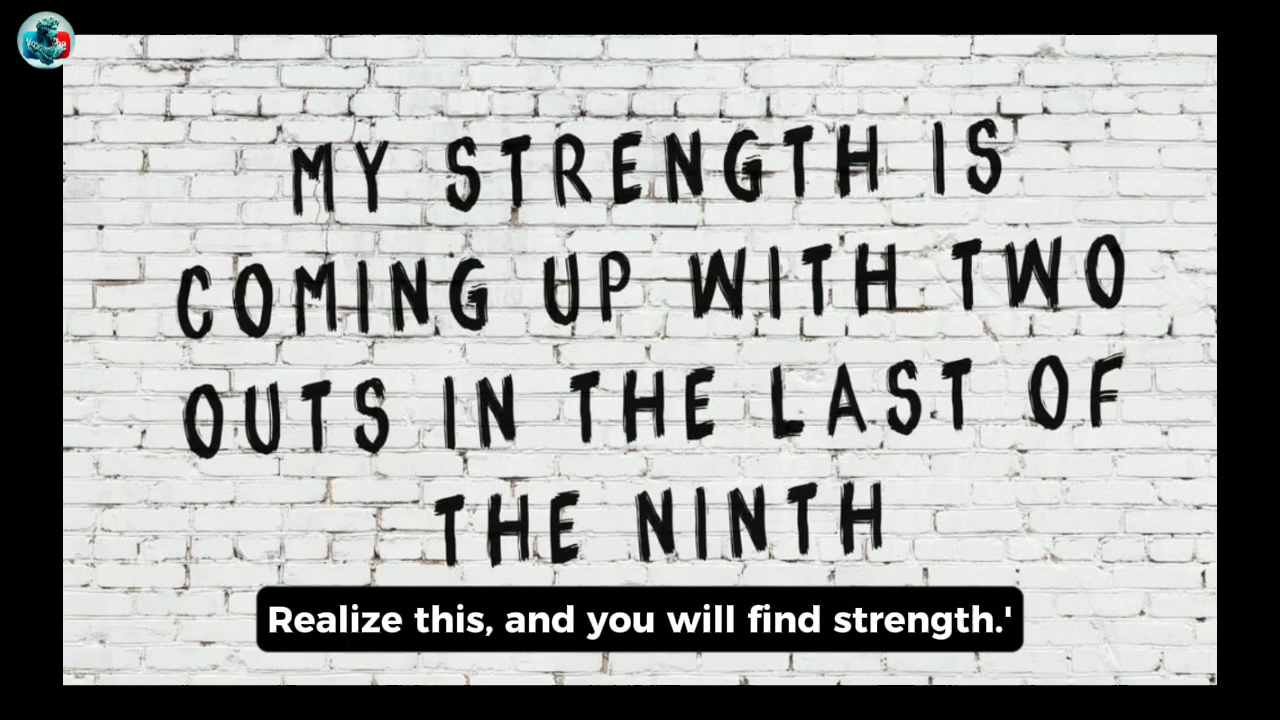 MY STRENGTH IS
COMING UP WITH TWO
OUTS IN THE LAST OF
THE NINTH
Realize this, and you will find strength.'